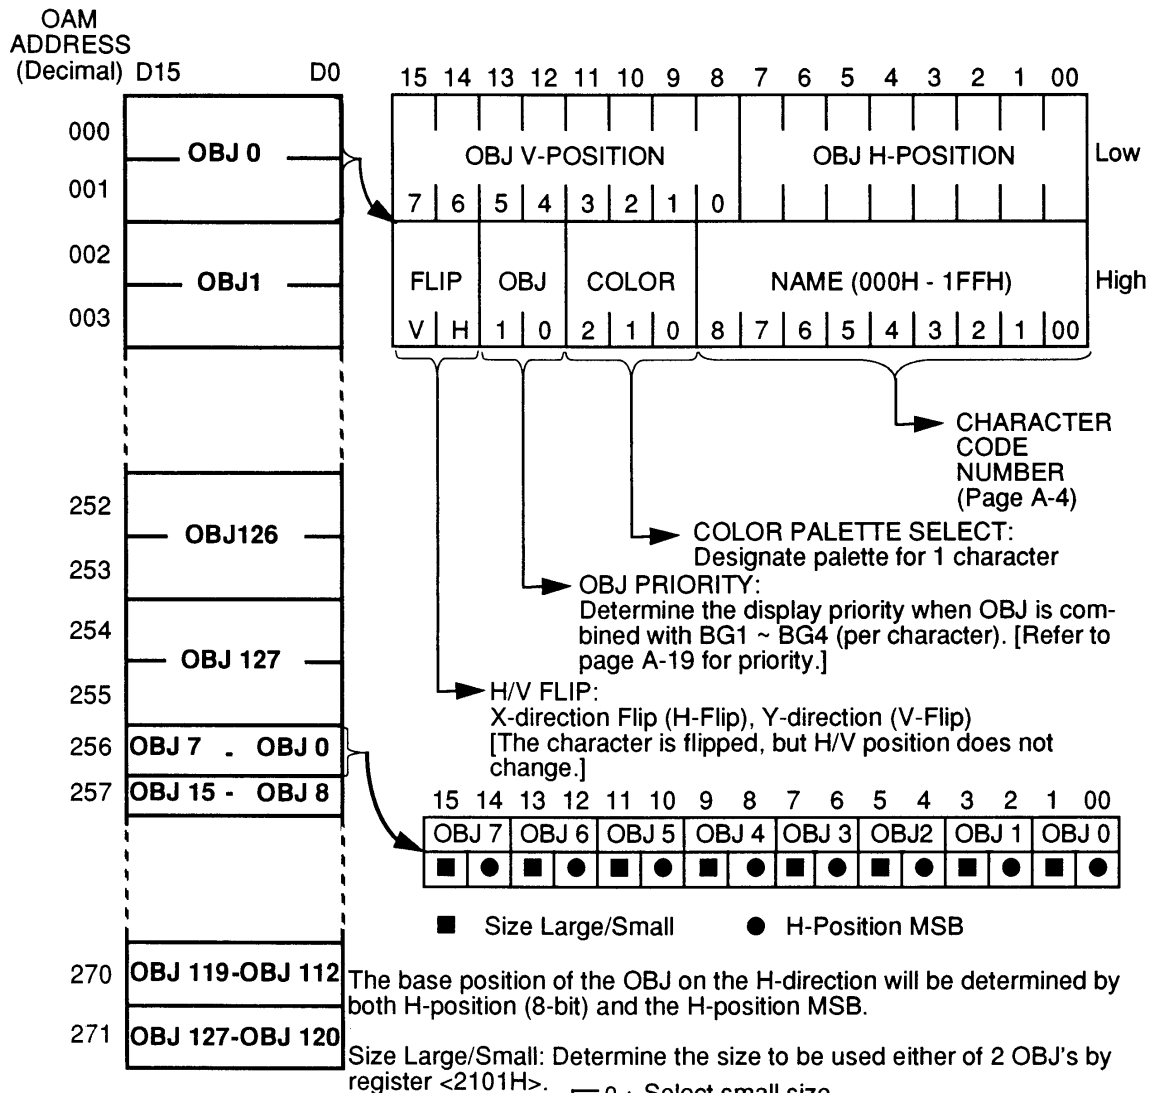 OAM
ADDRESS
(Decimal) D15 D0
15 14 13 12 11 10 9 8 7 6 5 4 3 2 1 00
000
OBJ 0
001
OBJ V-POSITION OBJ H-POSITION Low
7 6 5 4 3 2 1 0
002
OBJ1
003
FLIP OBJ COLOR NAME (000H - 1FFH) High
V H 1 0 2 1 0 8 7 6 5 4 3 2 1 00
CHARACTER
CODE
NUMBER
(Page A-4)
252
OBJ126
253
COLOR PALETTE SELECT:
Designate palette for 1 character
OBJ PRIORITY:
Determine the display priority when OBJ is com-
bined with BG1 ~ BG4 (per character). [Refer to
page A-19 for priority.]
254
OBJ 127
255
H/V FLIP:
X-direction Flip (H-Flip), Y-direction (V-Flip)
[The character is flipped, but H/V position does not
change.]
256 OBJ 7 - OBJ 0
257 OBJ 15 - OBJ 8
15 14 13 12 11 10 9 8 7 6 5 4 3 2 1 00
OBJ 7 OBJ 6 OBJ 5 OBJ 4 OBJ 3 OBJ2 OBJ 1 OBJ 0
■ Size Large/Small ● H-Position MSB
270 OBJ 119-OBJ 112
271 OBJ 127-OBJ 120
The base position of the OBJ on the H-direction will be determined by
both H-position (8-bit) and the H-position MSB.
Size Large/Small: Determine the size to be used either of 2 OBJ's by
register <2101H>.
0 : Select small size